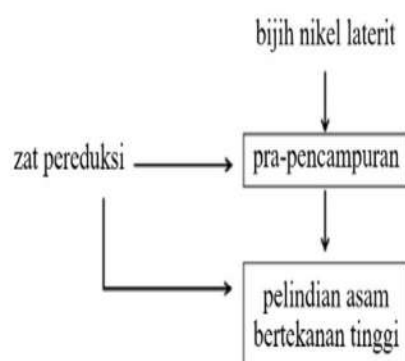 bijih nikel laterit
zat pereduksi
pra-pencampuran
pelindian asam
bertekanan tinggi